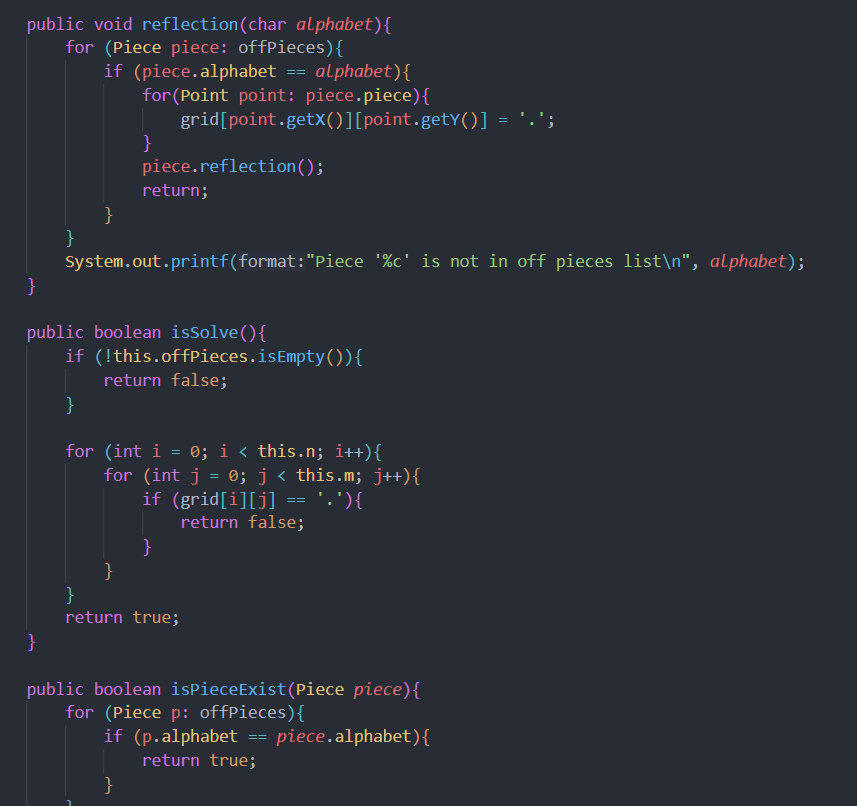 public void reflection(char alphabet){
    for (Piece piece: offPieces){
        if (piece.alphabet == alphabet){
            for(Point point: piece.piece){
                grid[point.getX()][point.getY()] = '.';
            }
            piece.reflection();
            return;
        }
    }
    System.out.printf(format:"Piece '%c' is not in off pieces list\n", alphabet);
}

public boolean isSolve(){
    if (!this.offPieces.isEmpty()){
        return false;
    }

    for (int i = 0; i < this.n; i++){
        for (int j = 0; j < this.m; j++){
            if (grid[i][j] == '.'){
                return false;
            }
        }
    }
    return true;
}

public boolean isPieceExist(Piece piece){
    for (Piece p: offPieces){
        if (p.alphabet == piece.alphabet){
            return true;
        }
    }